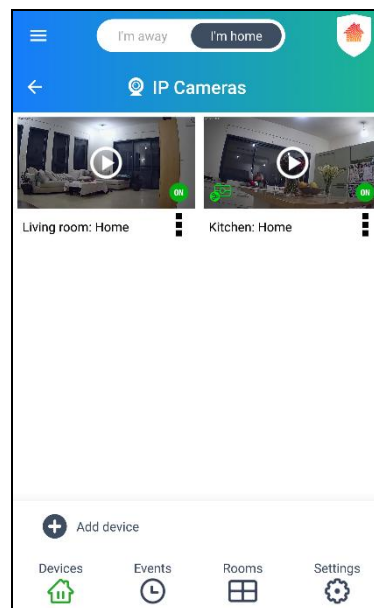 I'm away
I'm home
IP Cameras
ON
ON
Living room: Home
Kitchen: Home
Add device
Devices
Events
Rooms
Settings